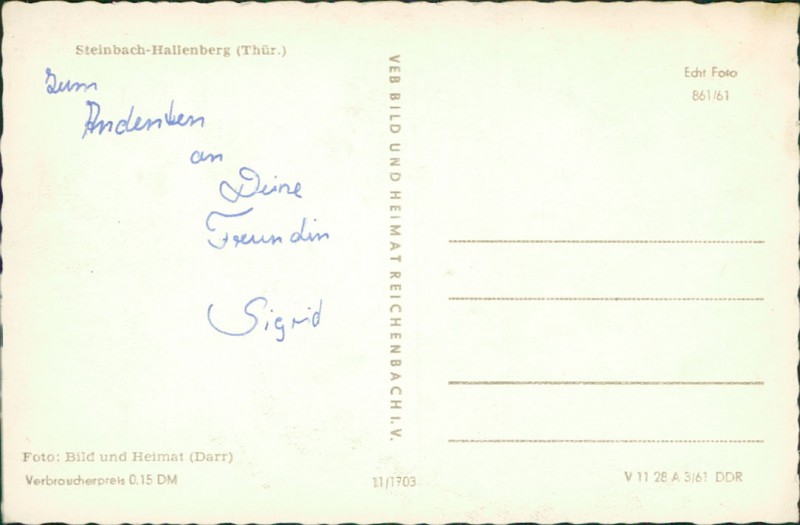 Steinbach-Hallenberg (Thür.)
Zum
Andenken
an
Deine
Freundin
Sigrid
Foto: Bild und Heimat (Darr)
Verbraucherpreis 0.15 DM
VEB BILD UND HEIMAT REICHENBACH I. V.
11/1703
Echt Foto
861/61
V 11 28 A 3/61 DDR